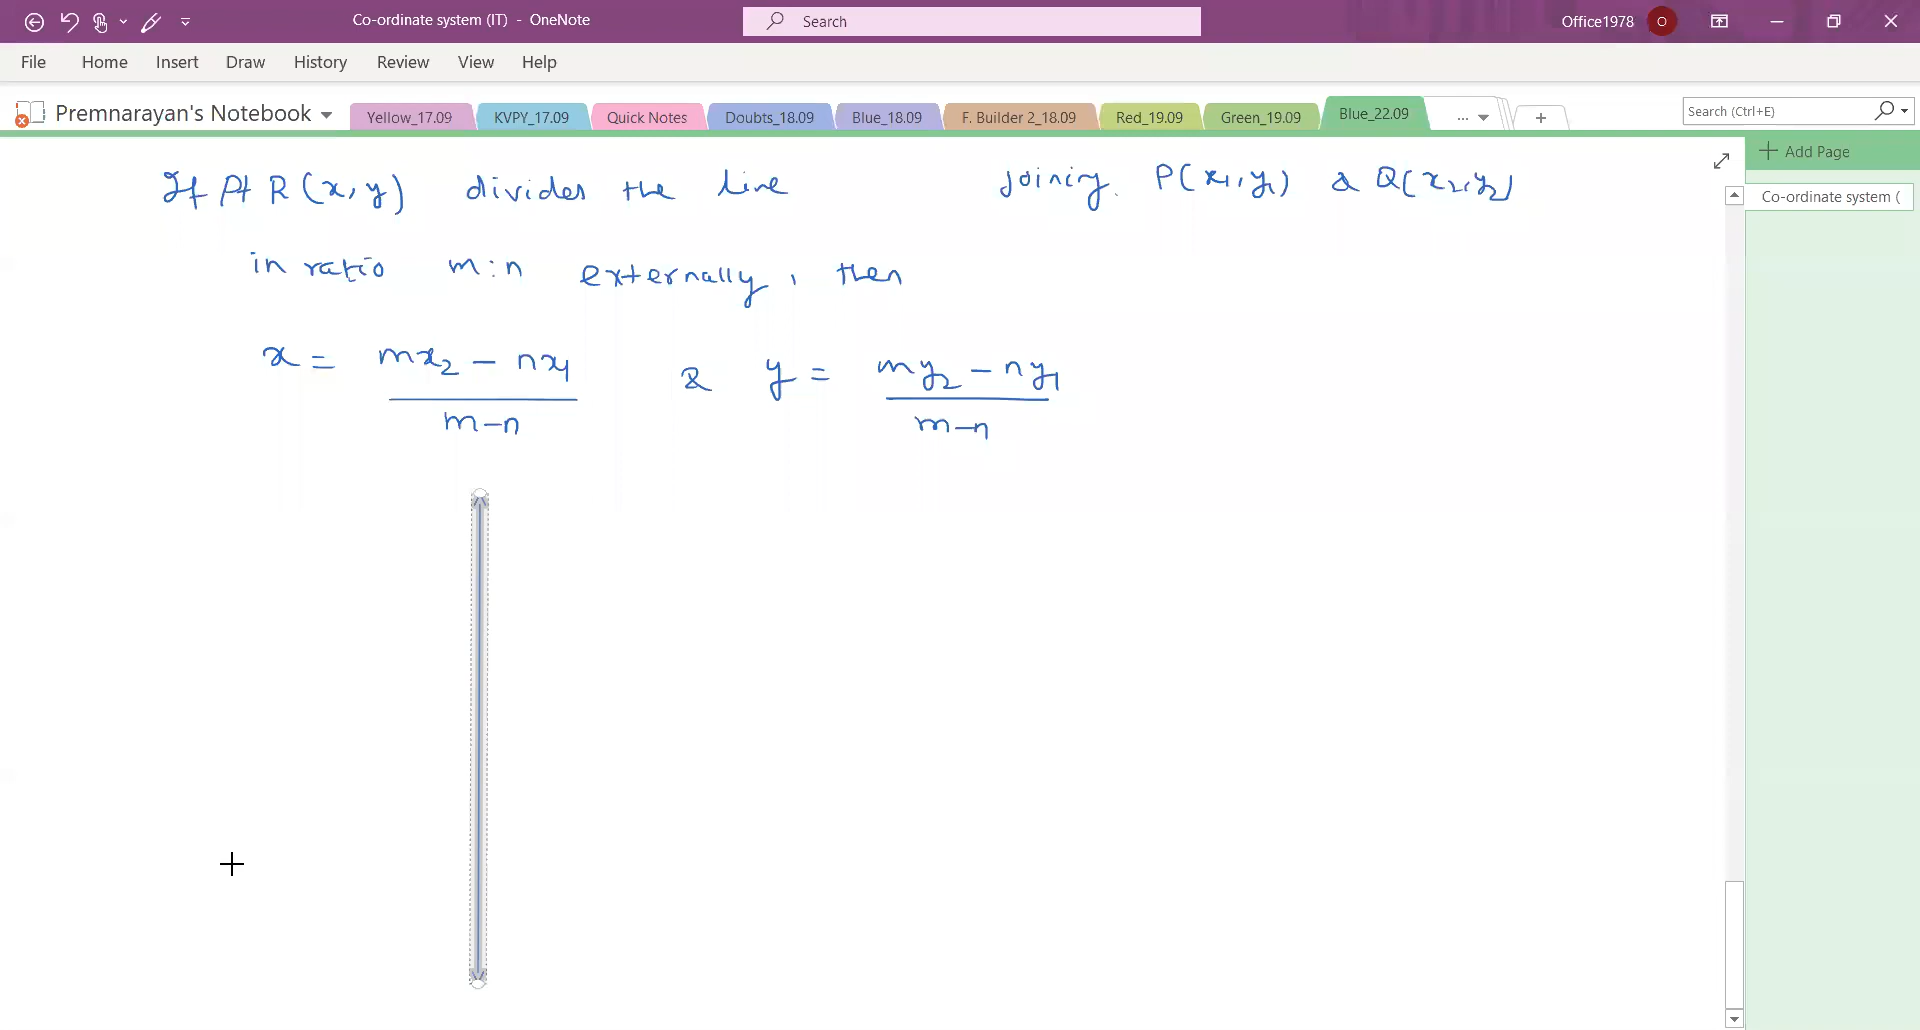 Co-ordinate system (IT) - OneNote
Search
Office1978
O
File Home Insert Draw History Review View Help
Premnarayan's Notebook
Yellow_17.09 KVPY_17.09 Quick Notes Doubts_18.09 Blue_18.09 F. Builder 2_18.09 Red_19.09 Green_19.09 Blue_22.09 ... +
Search (Ctrl+E)
+ Add Page
Co-ordinate system (
If pt R(x, y) divides the line joining P(x₁, y₁) & Q(x₂, y₂)
in ratio m:n externally, then
x = (mx₂ - nx₁)/(m-n) & y = (my₂ - ny₁)/(m-n)